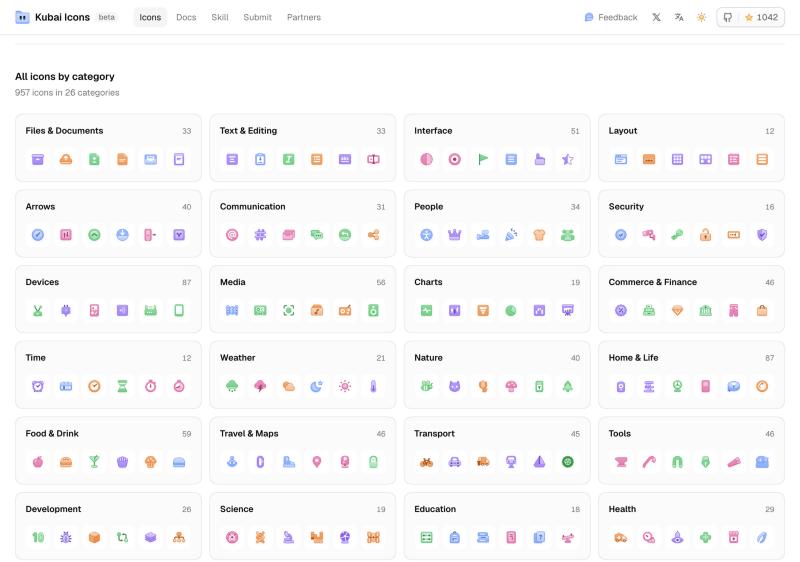 Kubai Icons beta Icons Docs Skill Submit Partners Feedback 1042
All icons by category
957 icons in 26 categories
Files & Documents 33 Text & Editing 33 Interface 51 Layout 12
Arrows 40 Communication 31 People 34 Security 16
Devices 87 Media 56 Charts 19 Commerce & Finance 46
Time 12 Weather 21 Nature 40 Home & Life 87
Food & Drink 59 Travel & Maps 46 Transport 45 Tools 46
Development 26 Science 19 Education 18 Health 29